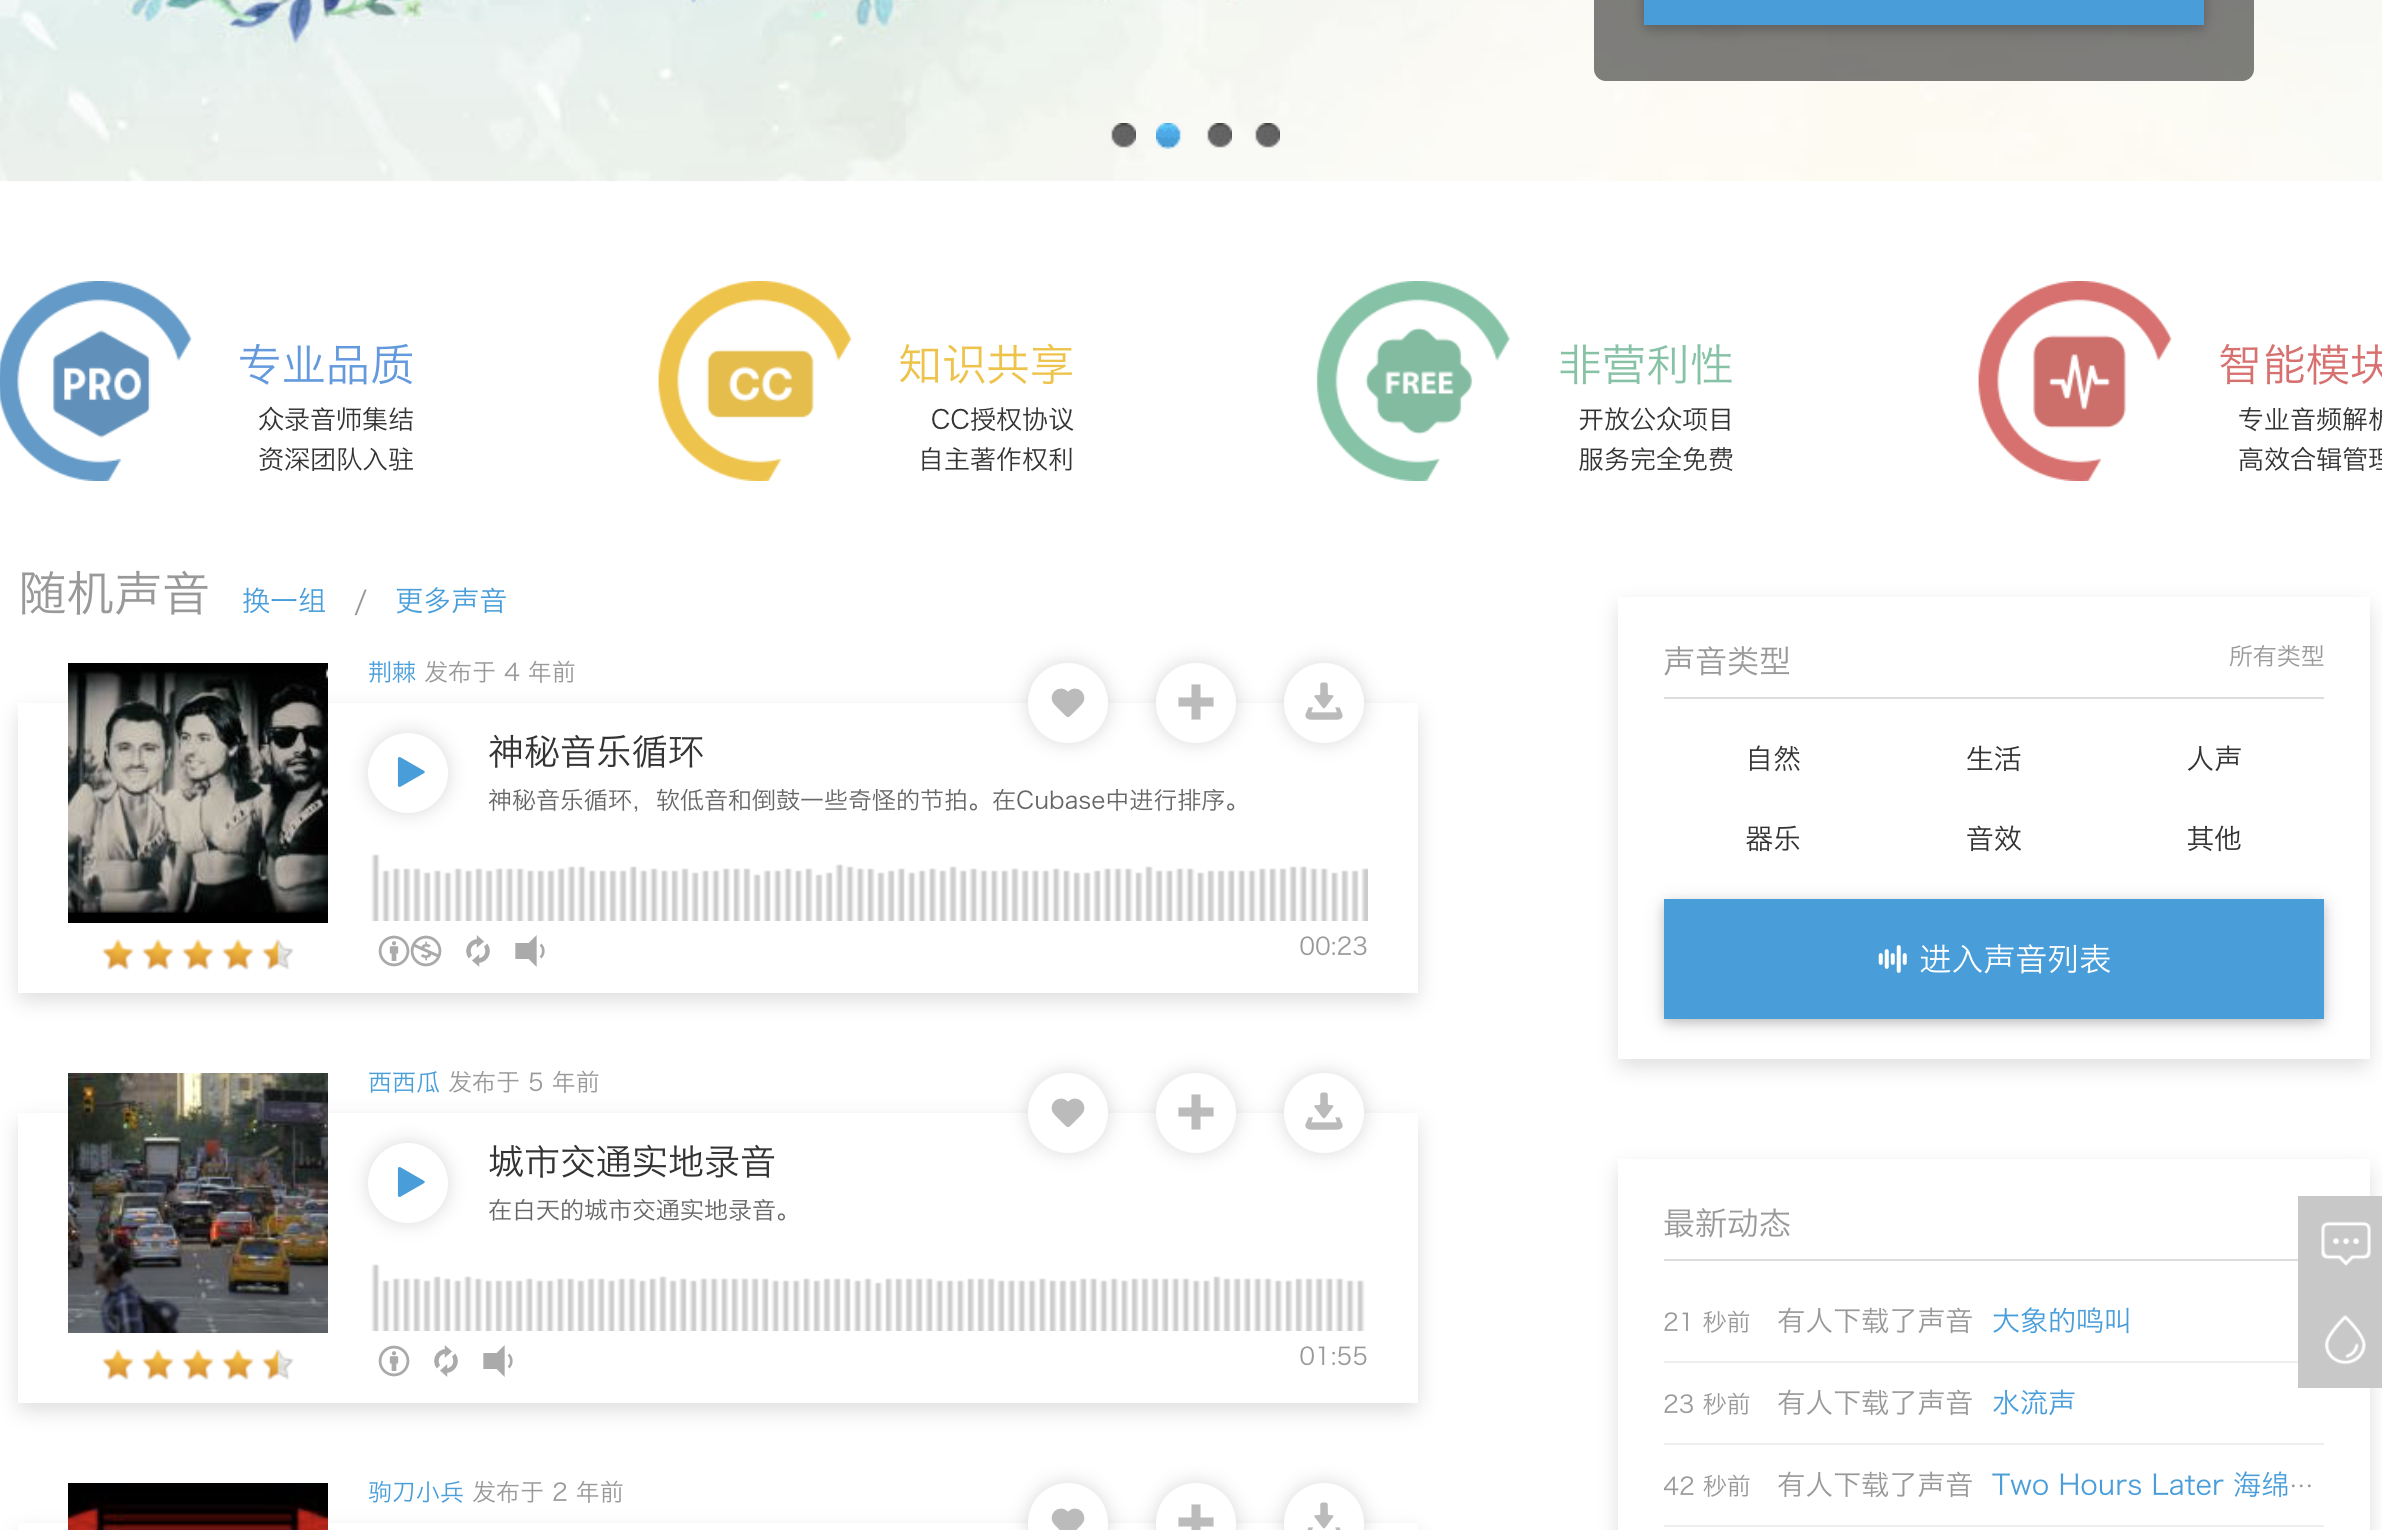 PRO
专业品质
众录音师集结
资深团队入驻
CC
知识共享
CC授权协议
自主著作权利
FREE
非营利性
开放公众项目
服务完全免费
智能模块
专业音频解析
高效合辑管理
随机声音 换一组 / 更多声音
荆棘 发布于 4 年前
神秘音乐循环
神秘音乐循环，软低音和倒鼓一些奇怪的节拍。在Cubase中进行排序。
00:23
西西瓜 发布于 5 年前
城市交通实地录音
在白天的城市交通实地录音。
01:55
驹刀小兵 发布于 2 年前
声音类型 所有类型
自然 生活 人声
器乐 音效 其他
进入声音列表
最新动态
21 秒前 有人下载了声音 大象的鸣叫
23 秒前 有人下载了声音 水流声
42 秒前 有人下载了声音 Two Hours Later 海绵…